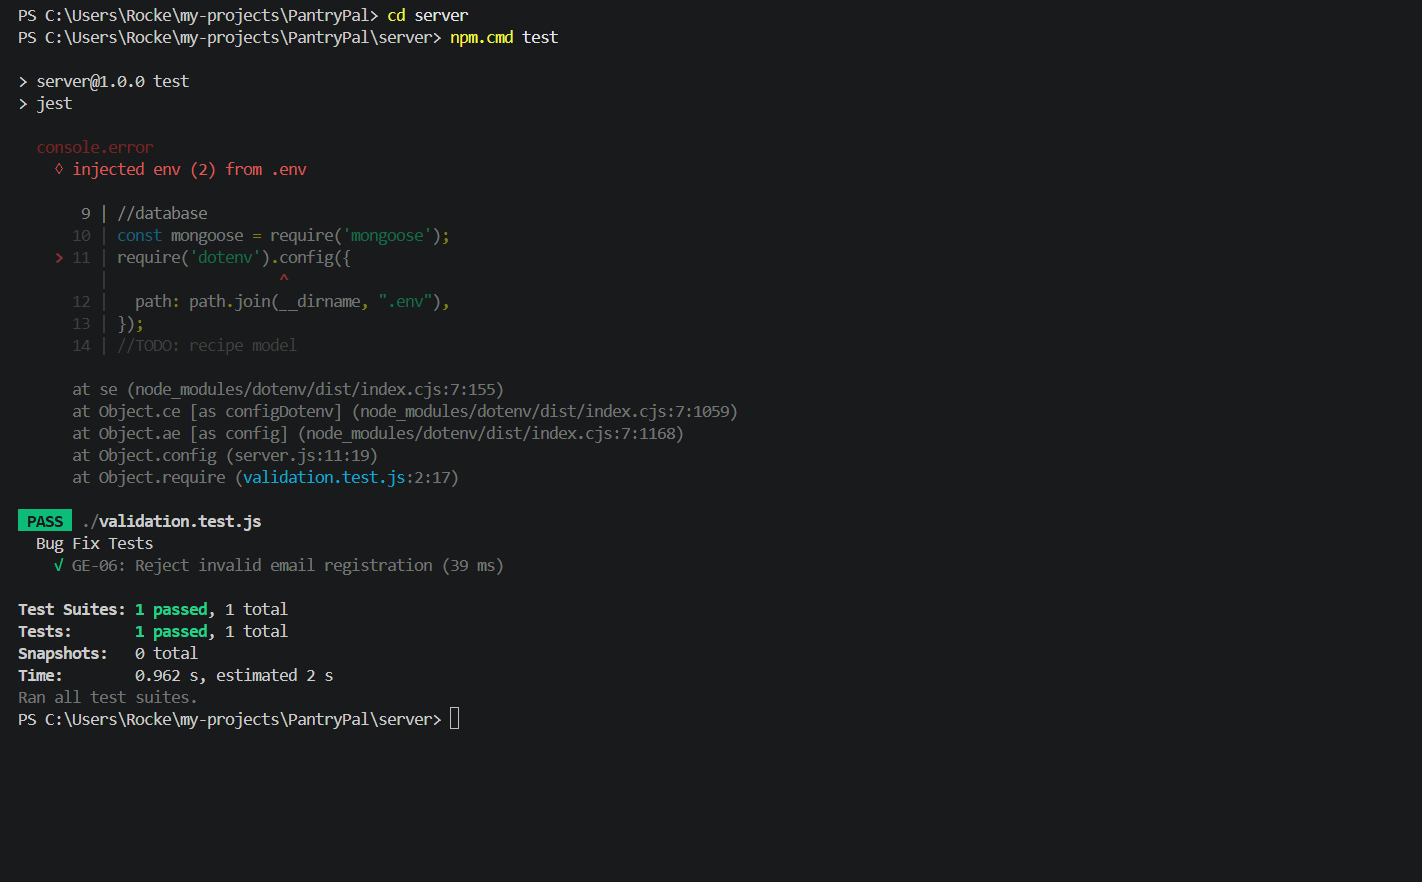 PS C:\Users\Rocke\my-projects\PantryPal> cd server
PS C:\Users\Rocke\my-projects\PantryPal\server> npm.cmd test
> server@1.0.0 test
> jest
console.error
◊ injected env (2) from .env
9 | //database
10 | const mongoose = require('mongoose');
> 11 | require('dotenv').config({
| ^
12 | path: path.join(__dirname, ".env"),
13 | });
14 | //TODO: recipe model
at se (node_modules/dotenv/dist/index.cjs:7:155)
at Object.ce [as configDotenv] (node_modules/dotenv/dist/index.cjs:7:1059)
at Object.ae [as config] (node_modules/dotenv/dist/index.cjs:7:1168)
at Object.config (server.js:11:19)
at Object.require (validation.test.js:2:17)
PASS ./validation.test.js
Bug Fix Tests
√ GE-06: Reject invalid email registration (39 ms)
Test Suites: 1 passed, 1 total
Tests: 1 passed, 1 total
Snapshots: 0 total
Time: 0.962 s, estimated 2 s
Ran all test suites.
PS C:\Users\Rocke\my-projects\PantryPal\server>